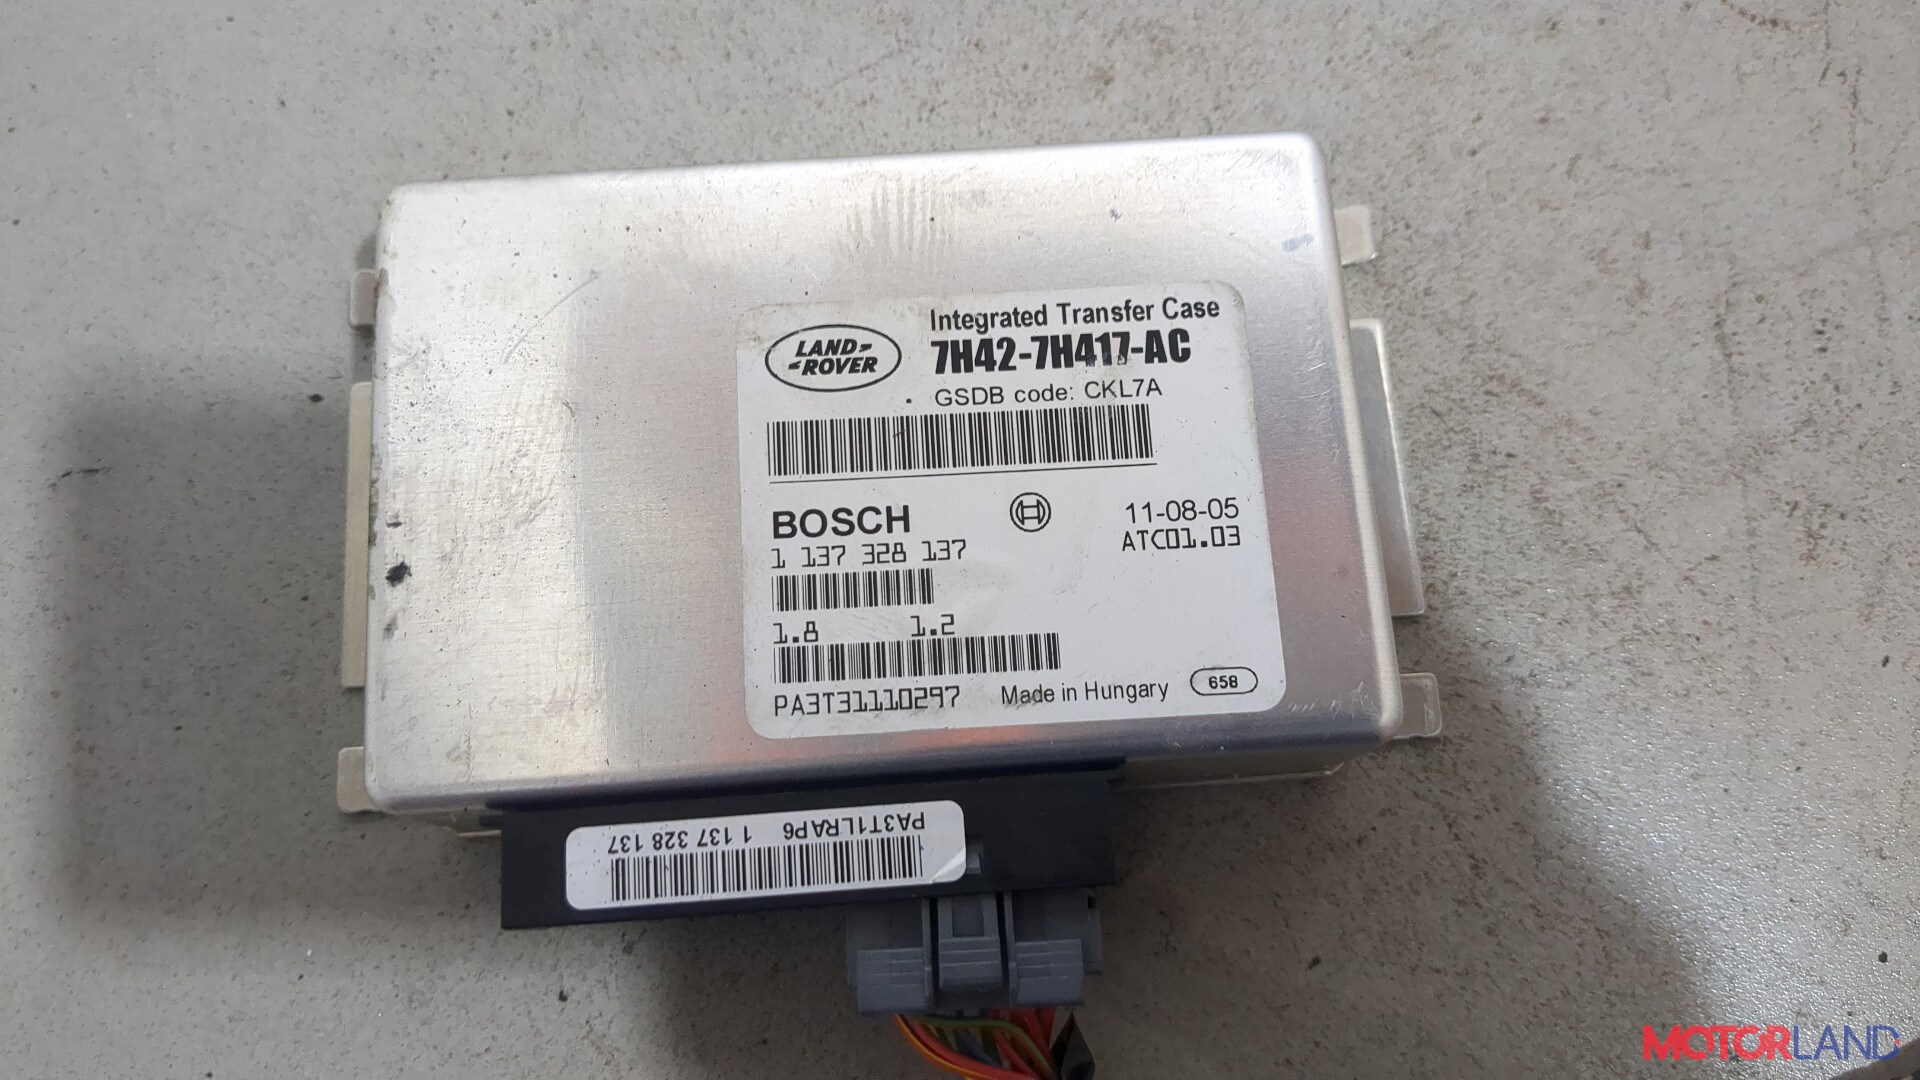 Integrated Transfer Case
LAND
ROVER
7H42-7H417-AC
GSDB code: CKL7A
BOSCH
11-08-05
1 137 328 137
ATC01.03
1.8 1.2
PA3T31110297
Made in Hungary
658
PA3T1LRAP6 1 137 328 137
MOTORLAND